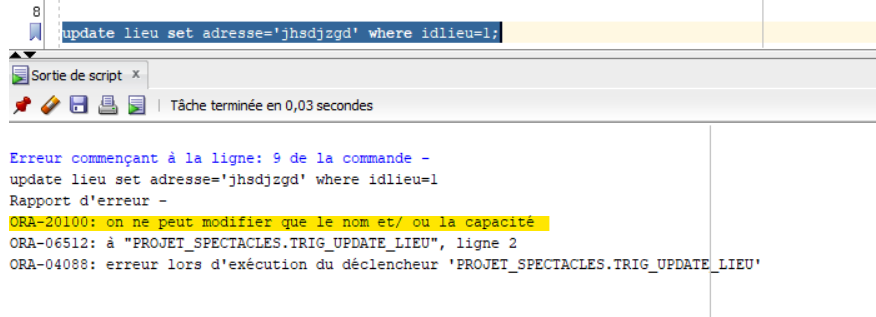 8
update lieu set adresse='jhsdjzgd' where idlieu=1;
Sortie de script ×
Tâche terminée en 0,03 secondes
Erreur commençant à la ligne: 9 de la commande -
update lieu set adresse='jhsdjzgd' where idlieu=1
Rapport d'erreur -
ORA-20100: on ne peut modifier que le nom et/ ou la capacité
ORA-06512: à "PROJET_SPECTACLES.TRIG_UPDATE_LIEU", ligne 2
ORA-04088: erreur lors d'exécution du déclencheur 'PROJET_SPECTACLES.TRIG_UPDATE_LIEU'